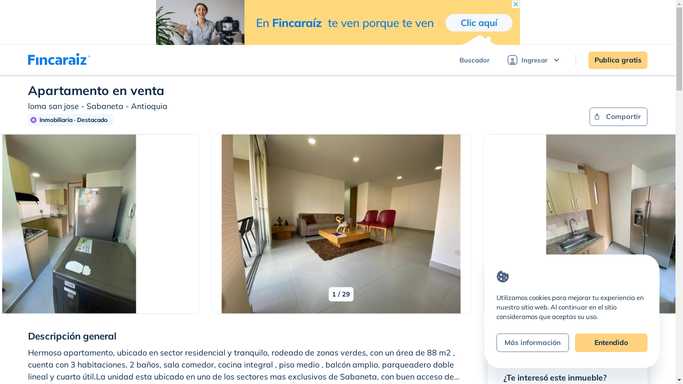 En Fincaraíz te ven porque te ven
Clic aquí
Fincaraiz
Buscador
Ingresar
Publica gratis
Apartamento en venta
loma san jose - Sabaneta - Antioquia
Inmobiliaria · Destacado
Compartir
1 / 29
Utilizamos cookies para mejorar tu experiencia en
nuestro sitio web. Al continuar en el sitio
consideramos que aceptas su uso.
Más información
Entendido
Descripción general
Hermoso apartamento, ubicado en sector residencial y tranquilo, rodeado de zonas verdes, con un área de 88 m2 ,
cuenta con 3 habitaciones, 2 baños, sala comedor, cocina integral , piso medio , balcón amplio, parqueadero doble
lineal y cuarto útil.La unidad esta ubicado en uno de los sectores mas exclusivos de Sabaneta, con buen acceso de...
¿Te interesó este inmueble?